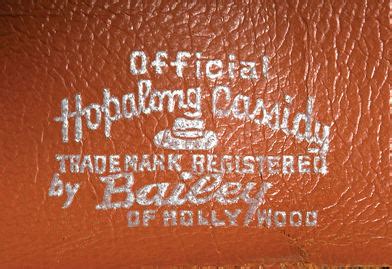 Official
Hopalong Cassidy
TRADEMARK REGISTERED
by Bailey
OF HOLLYWOOD